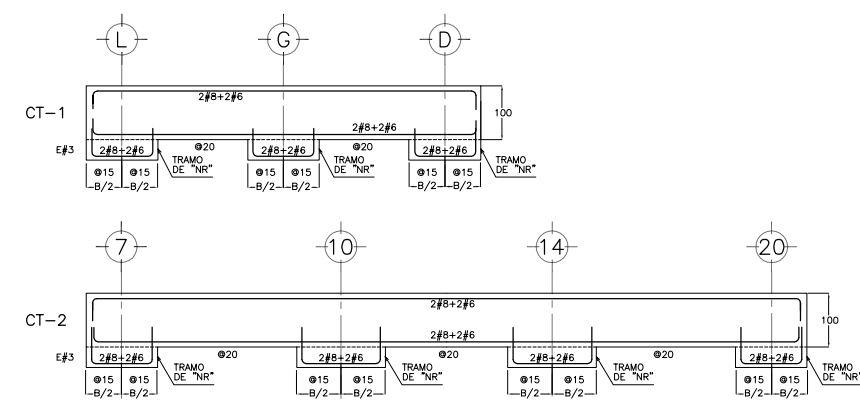 L G D
CT-1
2#8+2#6
2#8+2#6
100
E#3 2#8+2#6 @20 2#8+2#6 @20 2#8+2#6
TRAMO DE "NR" TRAMO DE "NR" TRAMO DE "NR"
@15 @15 @15 @15 @15 @15
B/2 B/2 B/2 B/2 B/2 B/2
7 10 14 20
CT-2
2#8+2#6
2#8+2#6
100
E#3 2#8+2#6 @20 2#8+2#6 @20 2#8+2#6 @20 2#8+2#6
TRAMO DE "NR" TRAMO DE "NR" TRAMO DE "NR" TRAMO DE "NR"
@15 @15 @15 @15 @15 @15 @15 @15
B/2 B/2 B/2 B/2 B/2 B/2 B/2 B/2